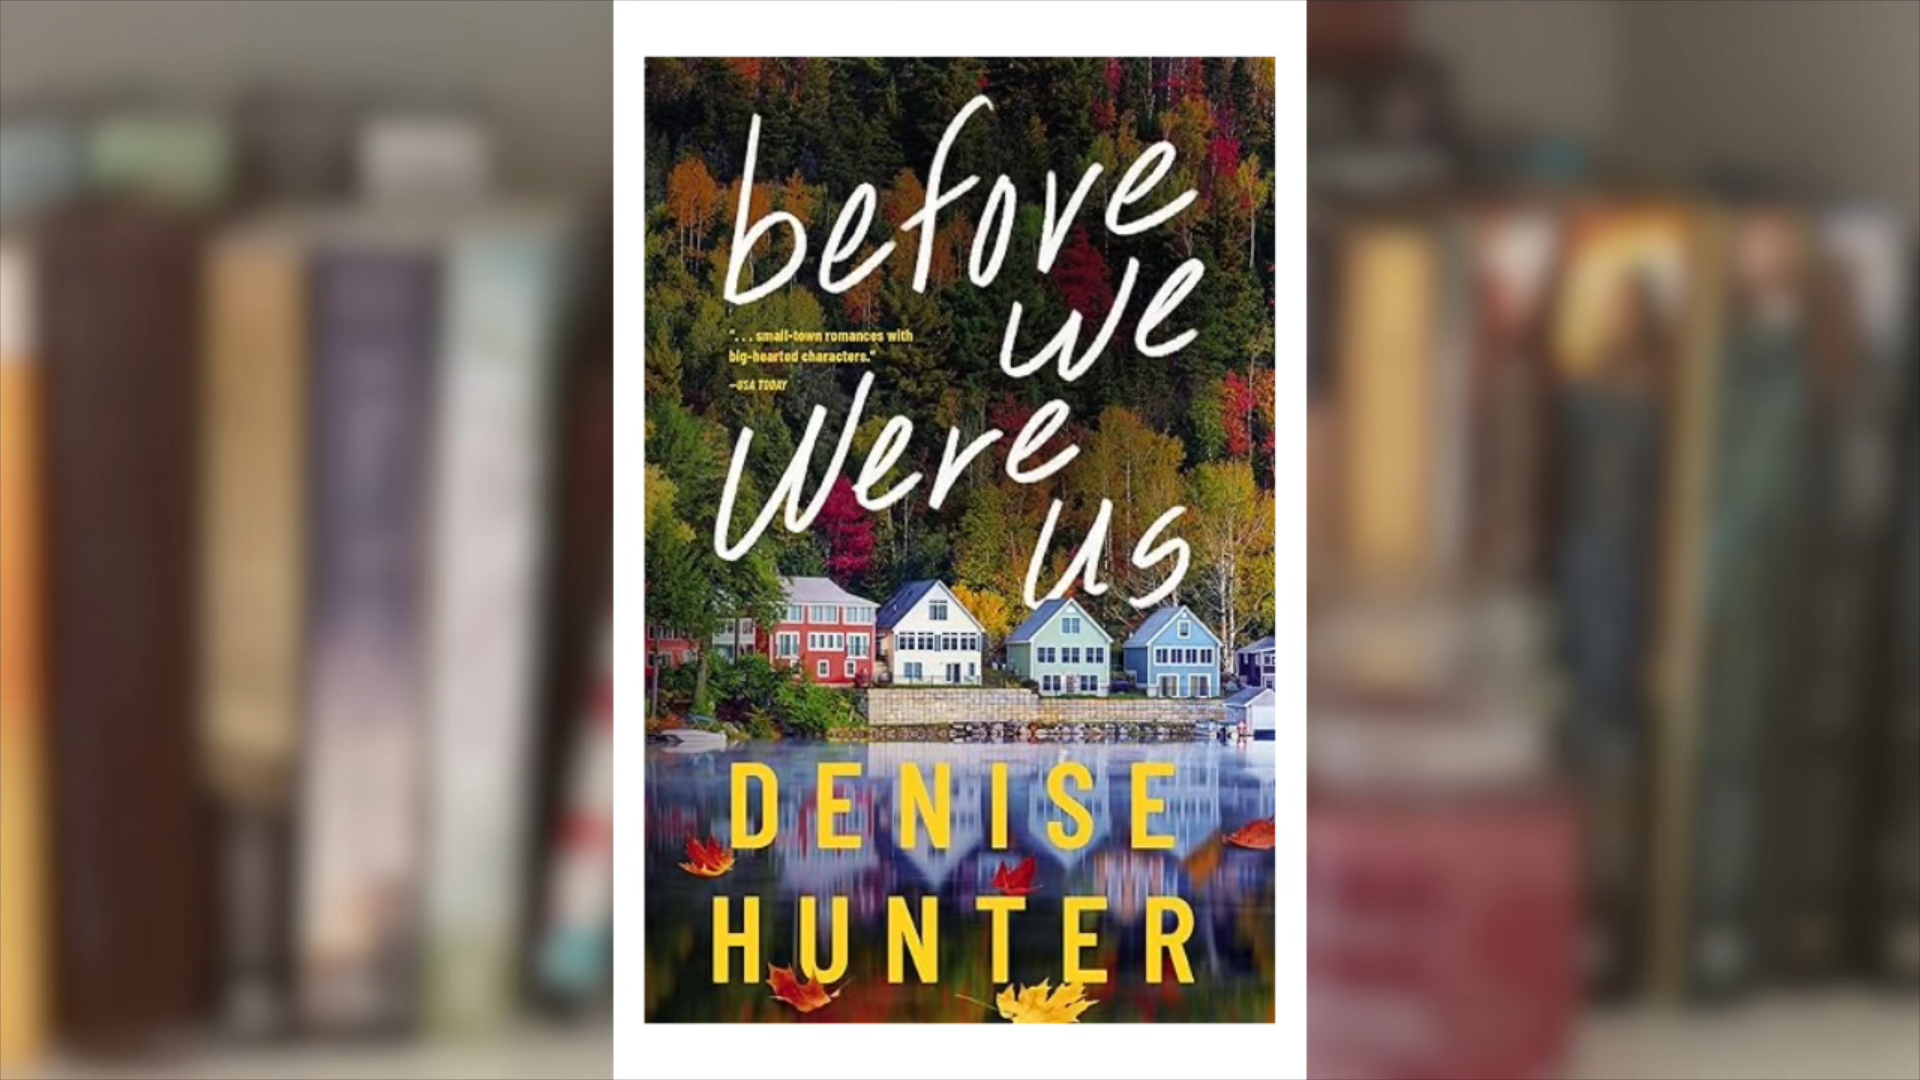 before
we
were
us
". . . small-town romances with
big-hearted characters."
—USA TODAY
DENISE
HUNTER